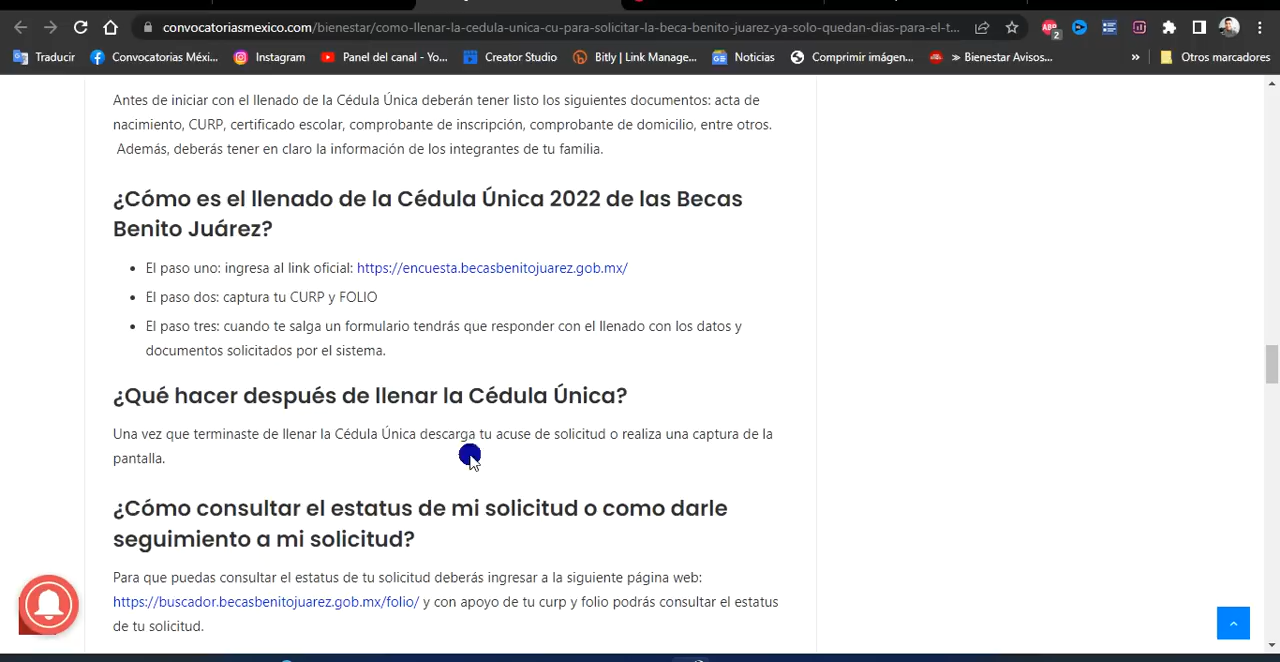 convocatoriasmexico.com/bienestar/como-llenar-la-cedula-unica-cu-para-solicitar-la-beca-benito-juarez-ya-solo-quedan-dias-para-el-t...
ABP 2
Traducir Convocatorias Méxi... Instagram Panel del canal - Yo... Creator Studio Bitly | Link Manage... Noticias Comprimir imágen... » Bienestar Avisos... » Otros marcadores
Antes de iniciar con el llenado de la Cédula Única deberán tener listo los siguientes documentos: acta de
nacimiento, CURP, certificado escolar, comprobante de inscripción, comprobante de domicilio, entre otros.
Además, deberás tener en claro la información de los integrantes de tu familia.
¿Cómo es el llenado de la Cédula Única 2022 de las Becas
Benito Juárez?
• El paso uno: ingresa al link oficial: https://encuesta.becasbenitojuarez.gob.mx/
• El paso dos: captura tu CURP y FOLIO
• El paso tres: cuando te salga un formulario tendrás que responder con el llenado con los datos y
documentos solicitados por el sistema.
¿Qué hacer después de llenar la Cédula Única?
Una vez que terminaste de llenar la Cédula Única descarga tu acuse de solicitud o realiza una captura de la
pantalla.
¿Cómo consultar el estatus de mi solicitud o como darle
seguimiento a mi solicitud?
Para que puedas consultar el estatus de tu solicitud deberás ingresar a la siguiente página web:
https://buscador.becasbenitojuarez.gob.mx/folio/ y con apoyo de tu curp y folio podrás consultar el estatus
de tu solicitud.